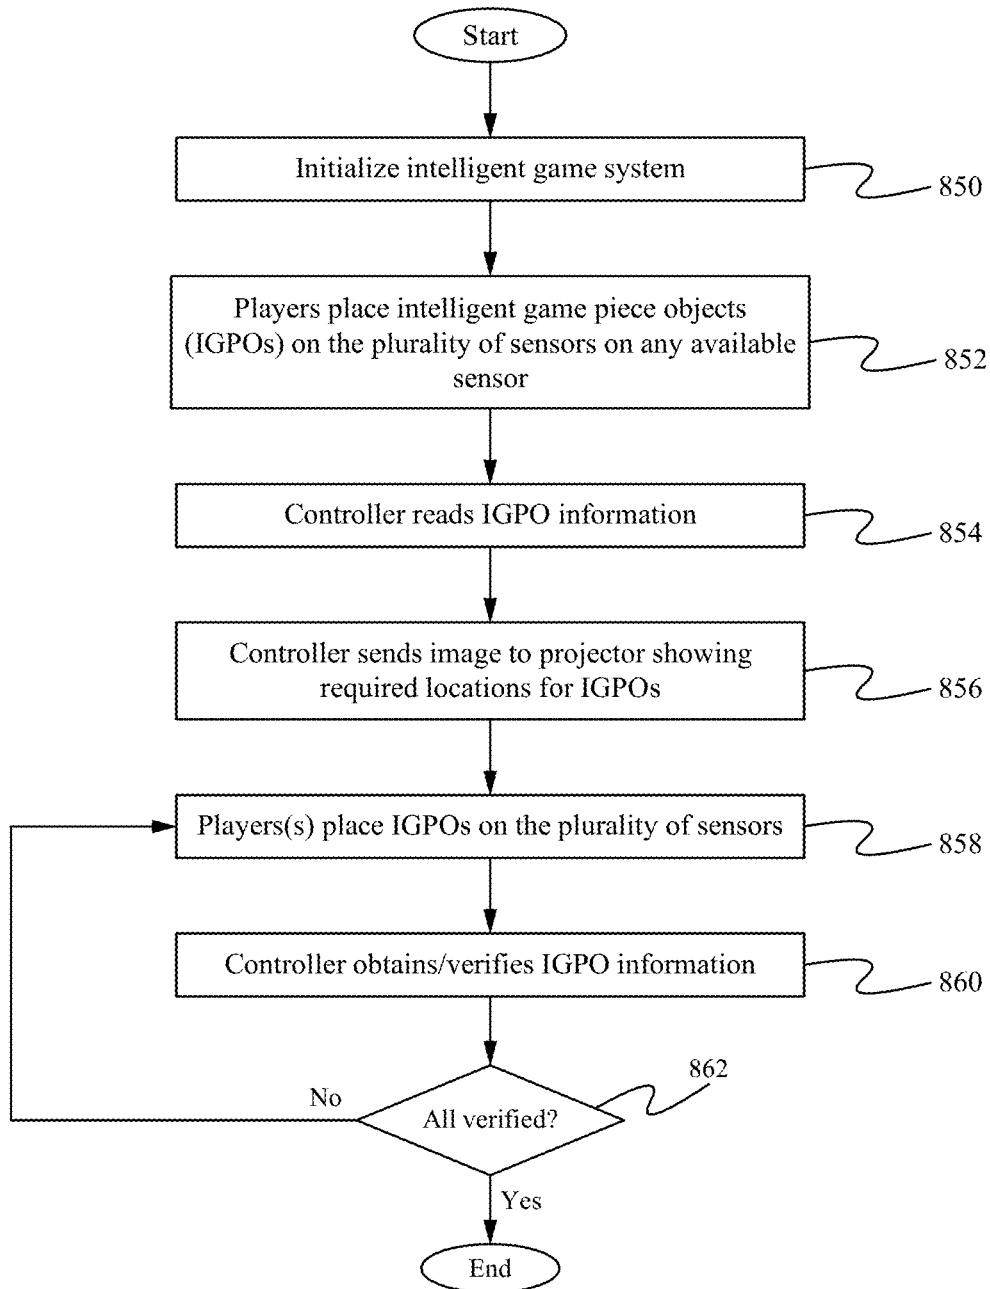 Start
Initialize intelligent game system
850
Players place intelligent game piece objects
(IGPOs) on the plurality of sensors on any available
sensor
852
Controller reads IGPO information
854
Controller sends image to projector showing
required locations for IGPOs
856
Players(s) place IGPOs on the plurality of sensors
858
Controller obtains/verifies IGPO information
860
862
No
All verified?
Yes
End